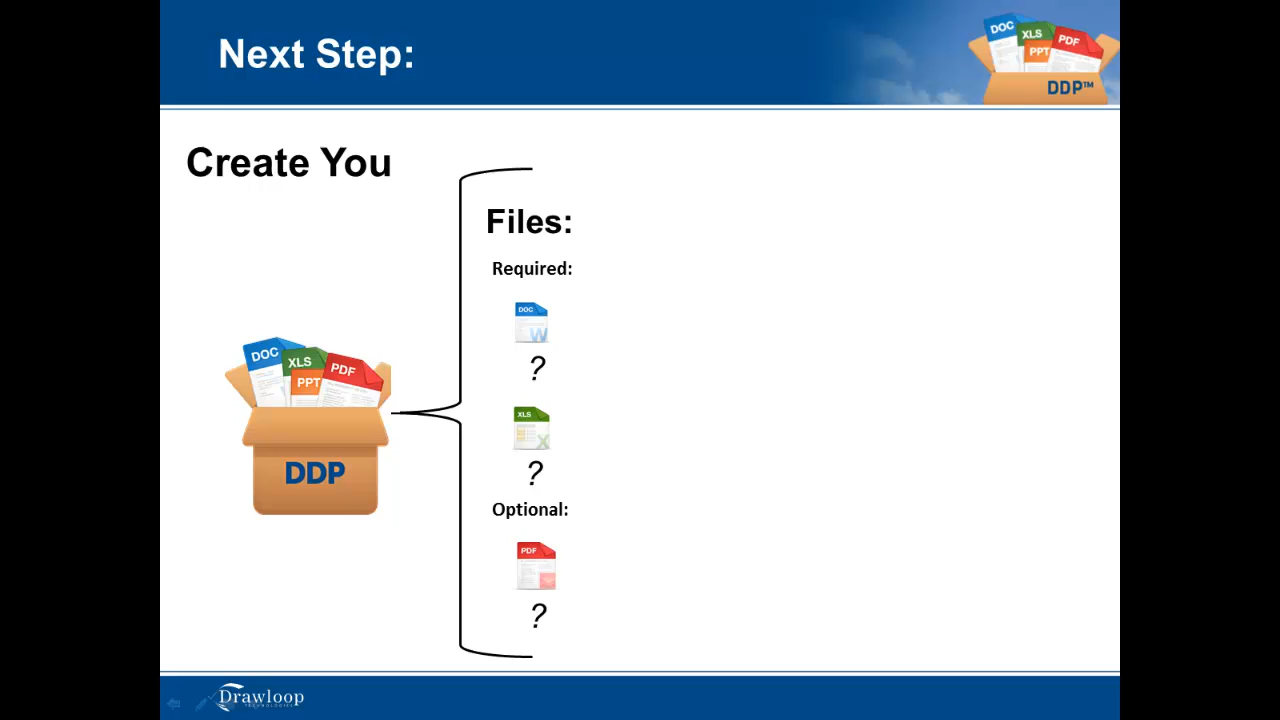 Next Step:
DOC
XLS
PPT
PDF
DDP™
Create You
Files:
Required:
DOC
W
?
XLS
X
?
Optional:
PDF
?
DOC
XLS
PPT
PDF
DDP
Drawloop
TECHNOLOGIES